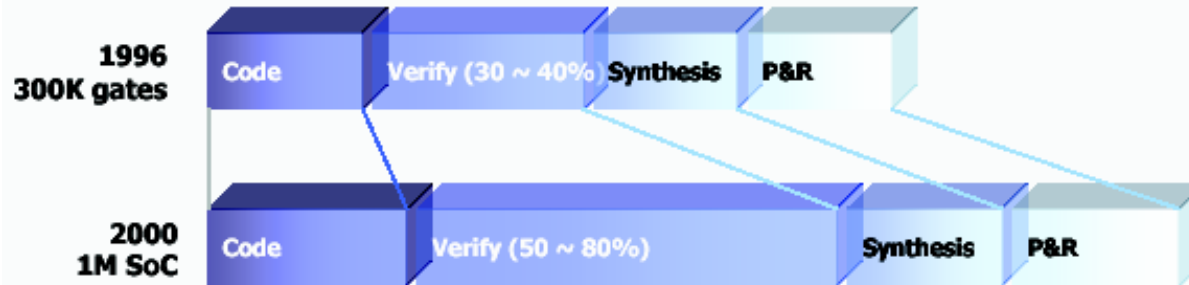 1996
300K gates
Code
Verify (30 ~ 40%)
Synthesis
P&R
2000
1M SoC
Code
Verify (50 ~ 80%)
Synthesis
P&R